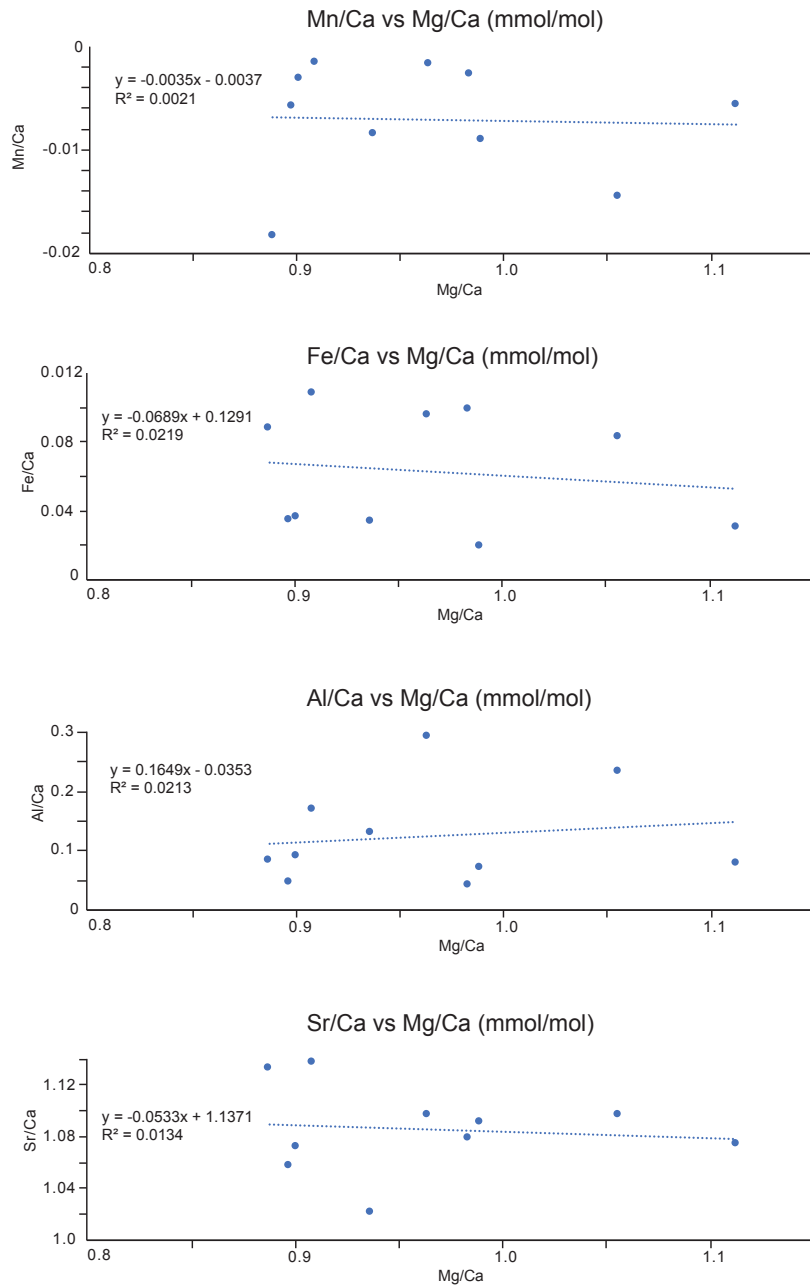 Mn/Ca vs Mg/Ca (mmol/mol)
0
y = -0.0035x - 0.0037
R² = 0.0021
Mn/Ca
-0.01
-0.02
0.8
0.9
1.0
1.1
Mg/Ca
Fe/Ca vs Mg/Ca (mmol/mol)
0.012
y = -0.0689x + 0.1291
R² = 0.0219
0.08
Fe/Ca
0.04
0
0.8
0.9
1.0
1.1
Mg/Ca
Al/Ca vs Mg/Ca (mmol/mol)
0.3
y = 0.1649x - 0.0353
R² = 0.0213
0.2
Al/Ca
0.1
0
0.8
0.9
1.0
1.1
Mg/Ca
Sr/Ca vs Mg/Ca (mmol/mol)
1.12
y = -0.0533x + 1.1371
R² = 0.0134
1.08
Sr/Ca
1.04
1.0
0.8
0.9
1.0
1.1
Mg/Ca